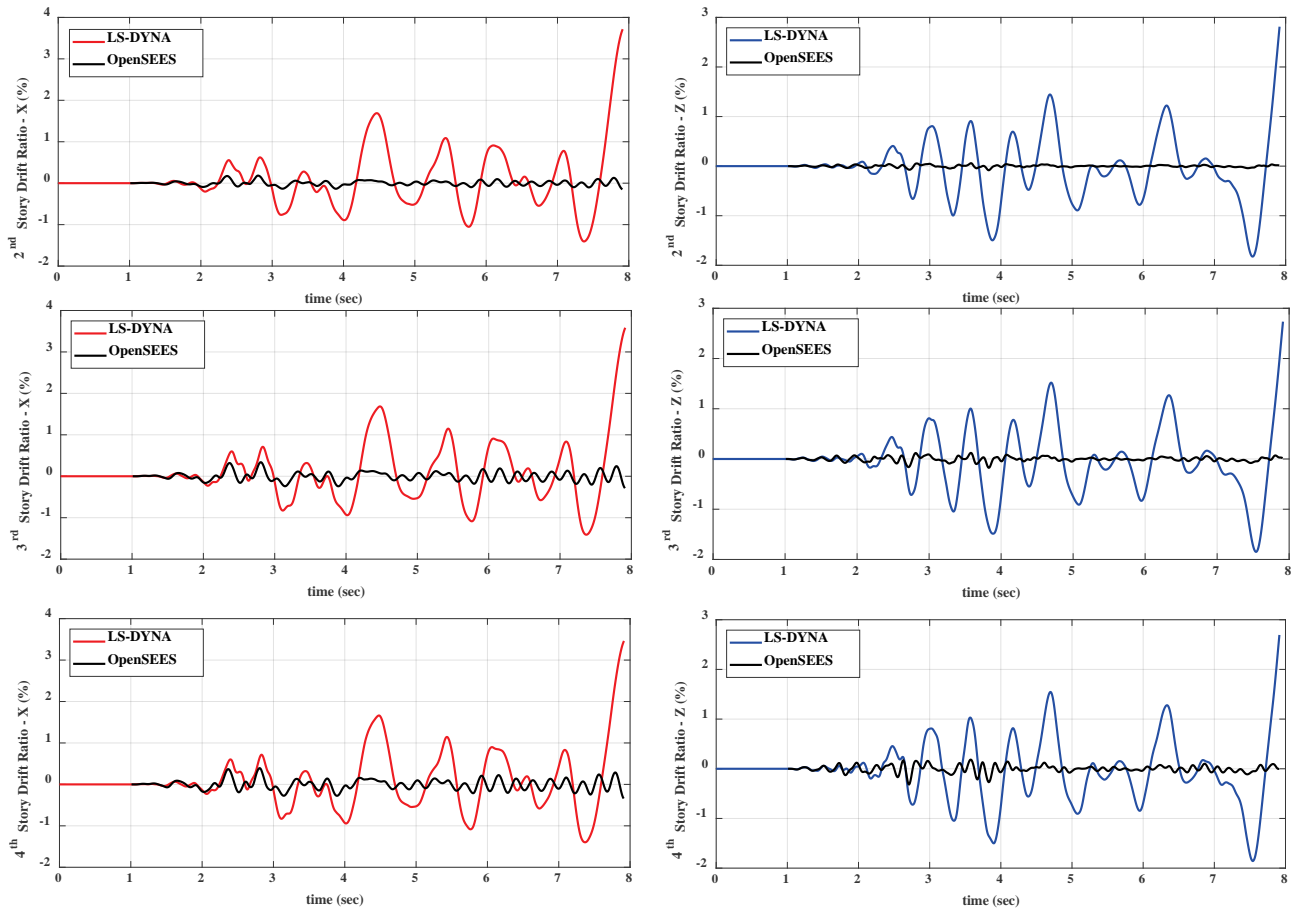 4
3
2
1
0
-1
-2
2nd Story Drift Ratio - X (%)
LS-DYNA
OpenSEES
0 1 2 3 4 5 6 7 8
time (sec)
3
2
1
0
-1
-2
2nd Story Drift Ratio - Z (%)
LS-DYNA
OpenSEES
0 1 2 3 4 5 6 7 8
time (sec)
4
3
2
1
0
-1
-2
3rd Story Drift Ratio - X (%)
LS-DYNA
OpenSEES
0 1 2 3 4 5 6 7 8
time (sec)
3
2
1
0
-1
-2
3rd Story Drift Ratio - Z (%)
LS-DYNA
OpenSEES
0 1 2 3 4 5 6 7 8
time (sec)
4
3
2
1
0
-1
-2
4th Story Drift Ratio - X (%)
LS-DYNA
OpenSEES
0 1 2 3 4 5 6 7 8
time (sec)
3
2
1
0
-1
-2
4th Story Drift Ratio - Z (%)
LS-DYNA
OpenSEES
0 1 2 3 4 5 6 7 8
time (sec)